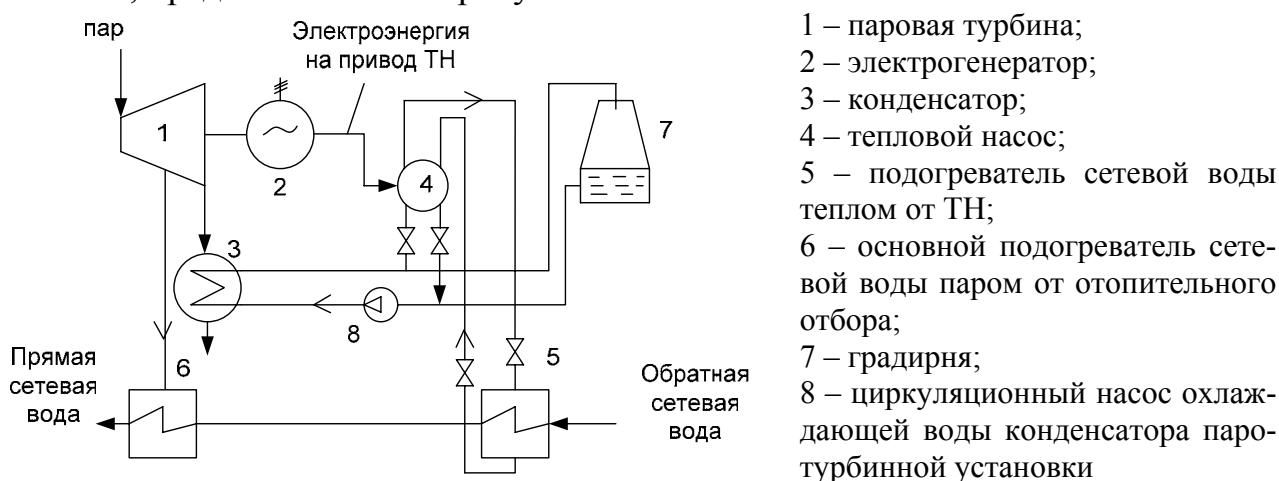 пар
Электроэнергия
на привод ТН
1
2
3
4
5
6
7
8
Прямая
сетевая
вода
Обратная
сетевая
вода
1 – паровая турбина;
2 – электрогенератор;
3 – конденсатор;
4 – тепловой насос;
5 – подогреватель сетевой воды
теплом от ТН;
6 – основной подогреватель сете-
вой воды паром от отопительного
отбора;
7 – градирня;
8 – циркуляционный насос охлаж-
дающей воды конденсатора паро-
турбинной установки